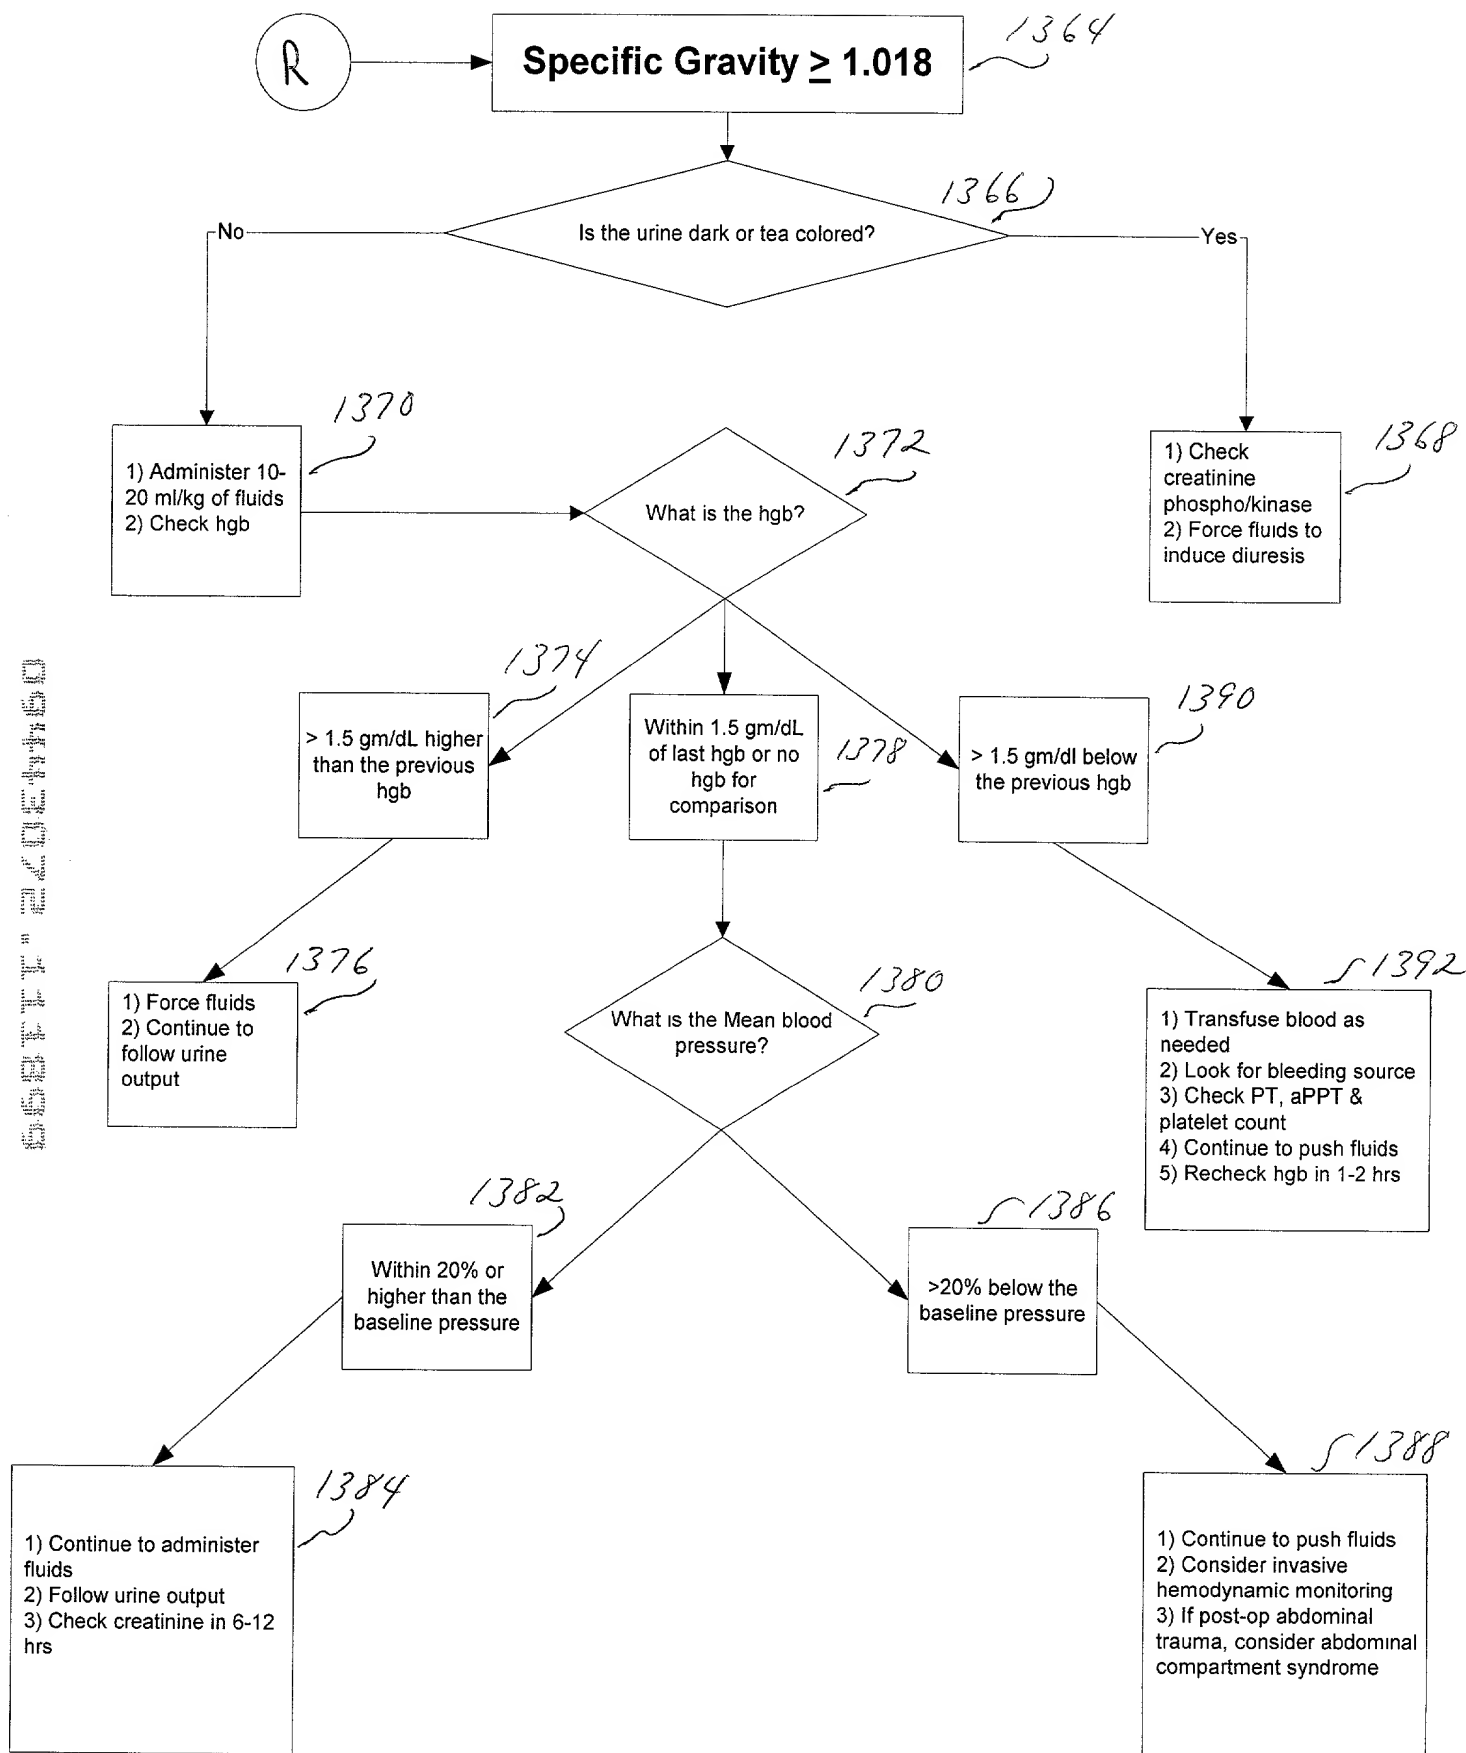 R
Specific Gravity ≥ 1.018
1364
1366
Is the urine dark or tea colored?
No
Yes
1370
1) Administer 10-
20 ml/kg of fluids
2) Check hgb
1372
What is the hgb?
1368
1) Check
creatinine
phospho/kinase
2) Force fluids to
induce diuresis
1374
> 1.5 gm/dL higher
than the previous
hgb
Within 1.5 gm/dL
of last hgb or no
hgb for
comparison
1378
1390
> 1.5 gm/dl below
the previous hgb
1376
1) Force fluids
2) Continue to
follow urine
output
1380
What is the Mean blood
pressure?
1392
1) Transfuse blood as
needed
2) Look for bleeding source
3) Check PT, aPPT &
platelet count
4) Continue to push fluids
5) Recheck hgb in 1-2 hrs
1382
Within 20% or
higher than the
baseline pressure
1386
>20% below the
baseline pressure
1384
1) Continue to administer
fluids
2) Follow urine output
3) Check creatinine in 6-12
hrs
1388
1) Continue to push fluids
2) Consider invasive
hemodynamic monitoring
3) If post-op abdominal
trauma, consider abdominal
compartment syndrome
09443072.111899